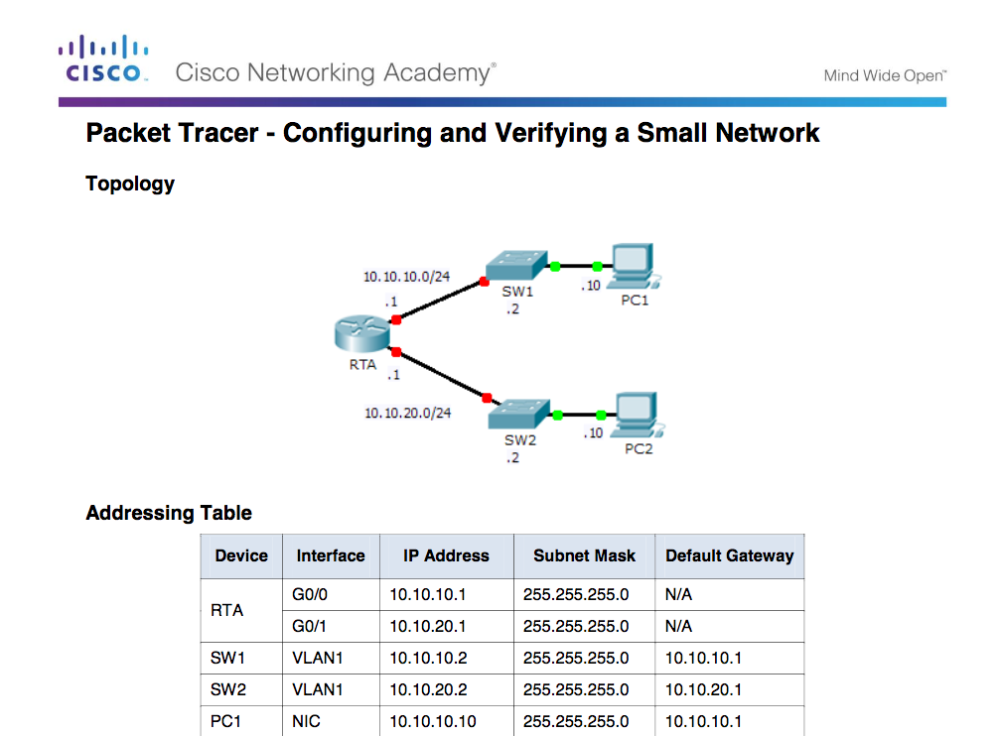 CISCO™
Cisco Networking Academy®
Mind Wide Open™
Packet Tracer - Configuring and Verifying a Small Network
Topology
10.10.10.0/24
.1
SW1
.2
.10
PC1
RTA
.1
10.10.20.0/24
SW2
.2
.10
PC2
Addressing Table
Device Interface IP Address Subnet Mask Default Gateway
RTA
G0/0 10.10.10.1 255.255.255.0 N/A
G0/1 10.10.20.1 255.255.255.0 N/A
SW1 VLAN1 10.10.10.2 255.255.255.0 10.10.10.1
SW2 VLAN1 10.10.20.2 255.255.255.0 10.10.20.1
PC1 NIC 10.10.10.10 255.255.255.0 10.10.10.1